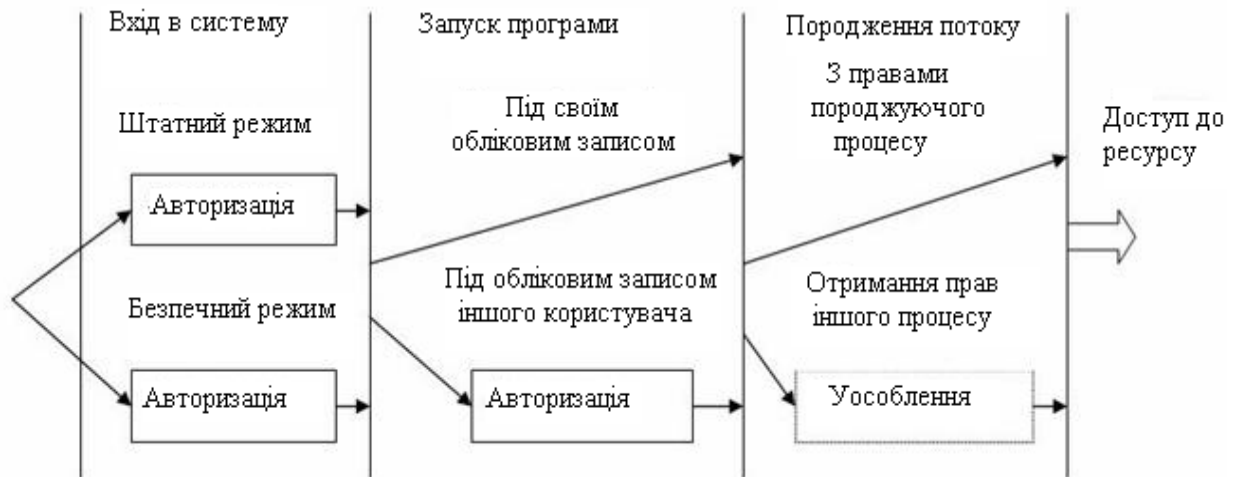 Вхід в систему
Запуск програми
Породження потоку
Штатний режим
Під своїм
обліковим записом
З правами
породжуючого
процесу
Доступ до
ресурсу
Авторизація
Безпечний режим
Під обліковим записом
іншого користувача
Отримання прав
іншого процесу
Авторизація
Авторизація
Уособлення